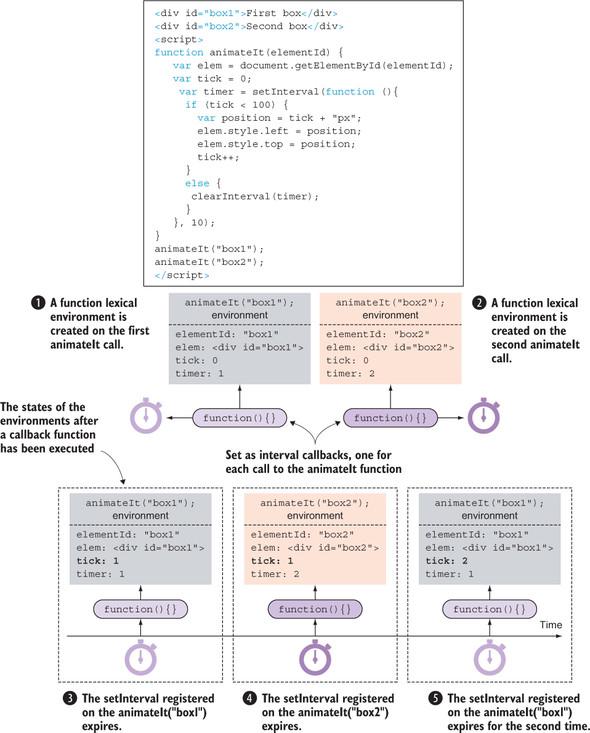 <div id="box1">First box</div>
<div id="box2">Second box</div>
<script>
function animateIt(elementId) {
var elem = document.getElementById(elementId);
var tick = 0;
var timer = setInterval(function (){
if (tick < 100) {
var position = tick + "px";
elem.style.left = position;
elem.style.top = position;
tick++;
}
else {
clearInterval(timer);
}
}, 10);
}
animateIt("box1");
animateIt("box2");
</script>
1 A function lexical
environment is
created on the first
animateIt call.
animateIt("box1");
environment
elementId: "box1"
elem: <div id="box1">
tick: 0
timer: 1
animateIt("box2");
environment
elementId: "box2"
elem: <div id="box2">
tick: 0
timer: 2
2 A function lexical
environment is
created on the
second animateIt
call.
function(){}
function(){}
The states of the
environments after
a callback function
has been executed
Set as interval callbacks, one for
each call to the animateIt function
animateIt("box1");
environment
elementId: "box1"
elem: <div id="box1">
tick: 1
timer: 1
function(){}
animateIt("box2");
environment
elementId: "box2"
elem: <div id="box2">
tick: 1
timer: 2
function(){}
animateIt("box1");
environment
elementId: "box1"
elem: <div id="box1">
tick: 2
timer: 1
function(){}
Time
3 The setInterval registered
on the animateIt("boxl")
expires.
4 The setInterval registered
on the animateIt("box2")
expires.
5 The setInterval registered
on the animateIt("boxl")
expires for the second time.